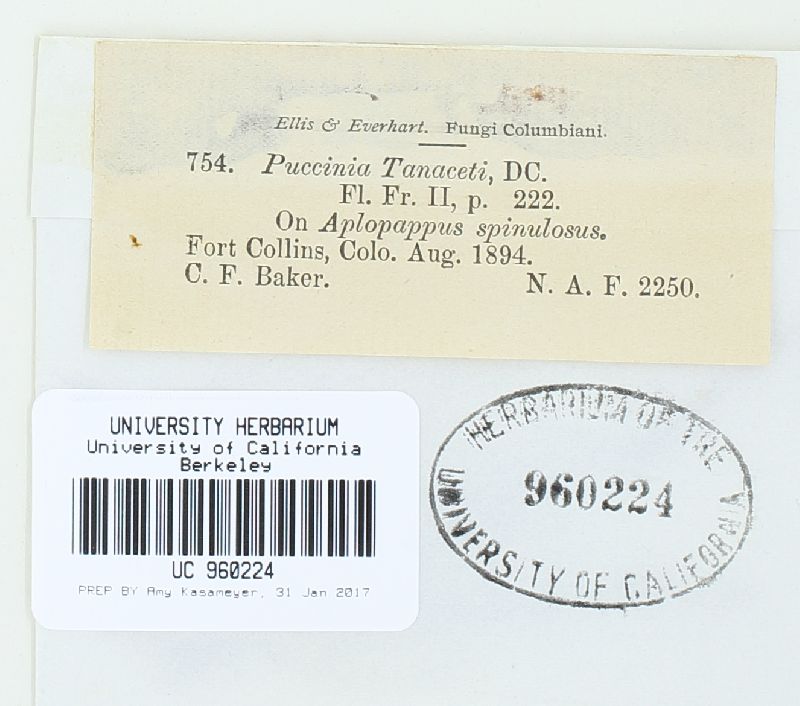 Ellis & Everhart. Fungi Columbiani.
754. Puccinia Tanaceti, DC.
Fl. Fr. II, p. 222.
On Aplopappus spinulosus.
Fort Collins, Colo. Aug. 1894.
C. F. Baker. N. A. F. 2250.
UNIVERSITY HERBARIUM
University of California
Berkeley
UC 960224
PREP BY Amy Kasameyer, 31 Jan 2017
HERBARIUM OF THE
960224
UNIVERSITY OF CALIFORNIA